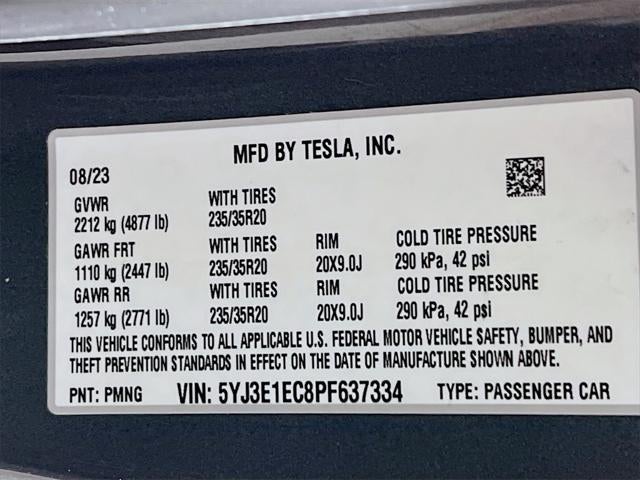 MFD BY TESLA, INC.
08/23
GVWR WITH TIRES
2212 kg (4877 lb) 235/35R20
GAWR FRT WITH TIRES RIM COLD TIRE PRESSURE
1110 kg (2447 lb) 235/35R20 20X9.0J 290 kPa, 42 psi
GAWR RR WITH TIRES RIM COLD TIRE PRESSURE
1257 kg (2771 lb) 235/35R20 20X9.0J 290 kPa, 42 psi
THIS VEHICLE CONFORMS TO ALL APPLICABLE U.S. FEDERAL MOTOR VEHICLE SAFETY, BUMPER, AND
THEFT PREVENTION STANDARDS IN EFFECT ON THE DATE OF MANUFACTURE SHOWN ABOVE.
PNT: PMNG VIN: 5YJ3E1EC8PF637334 TYPE: PASSENGER CAR